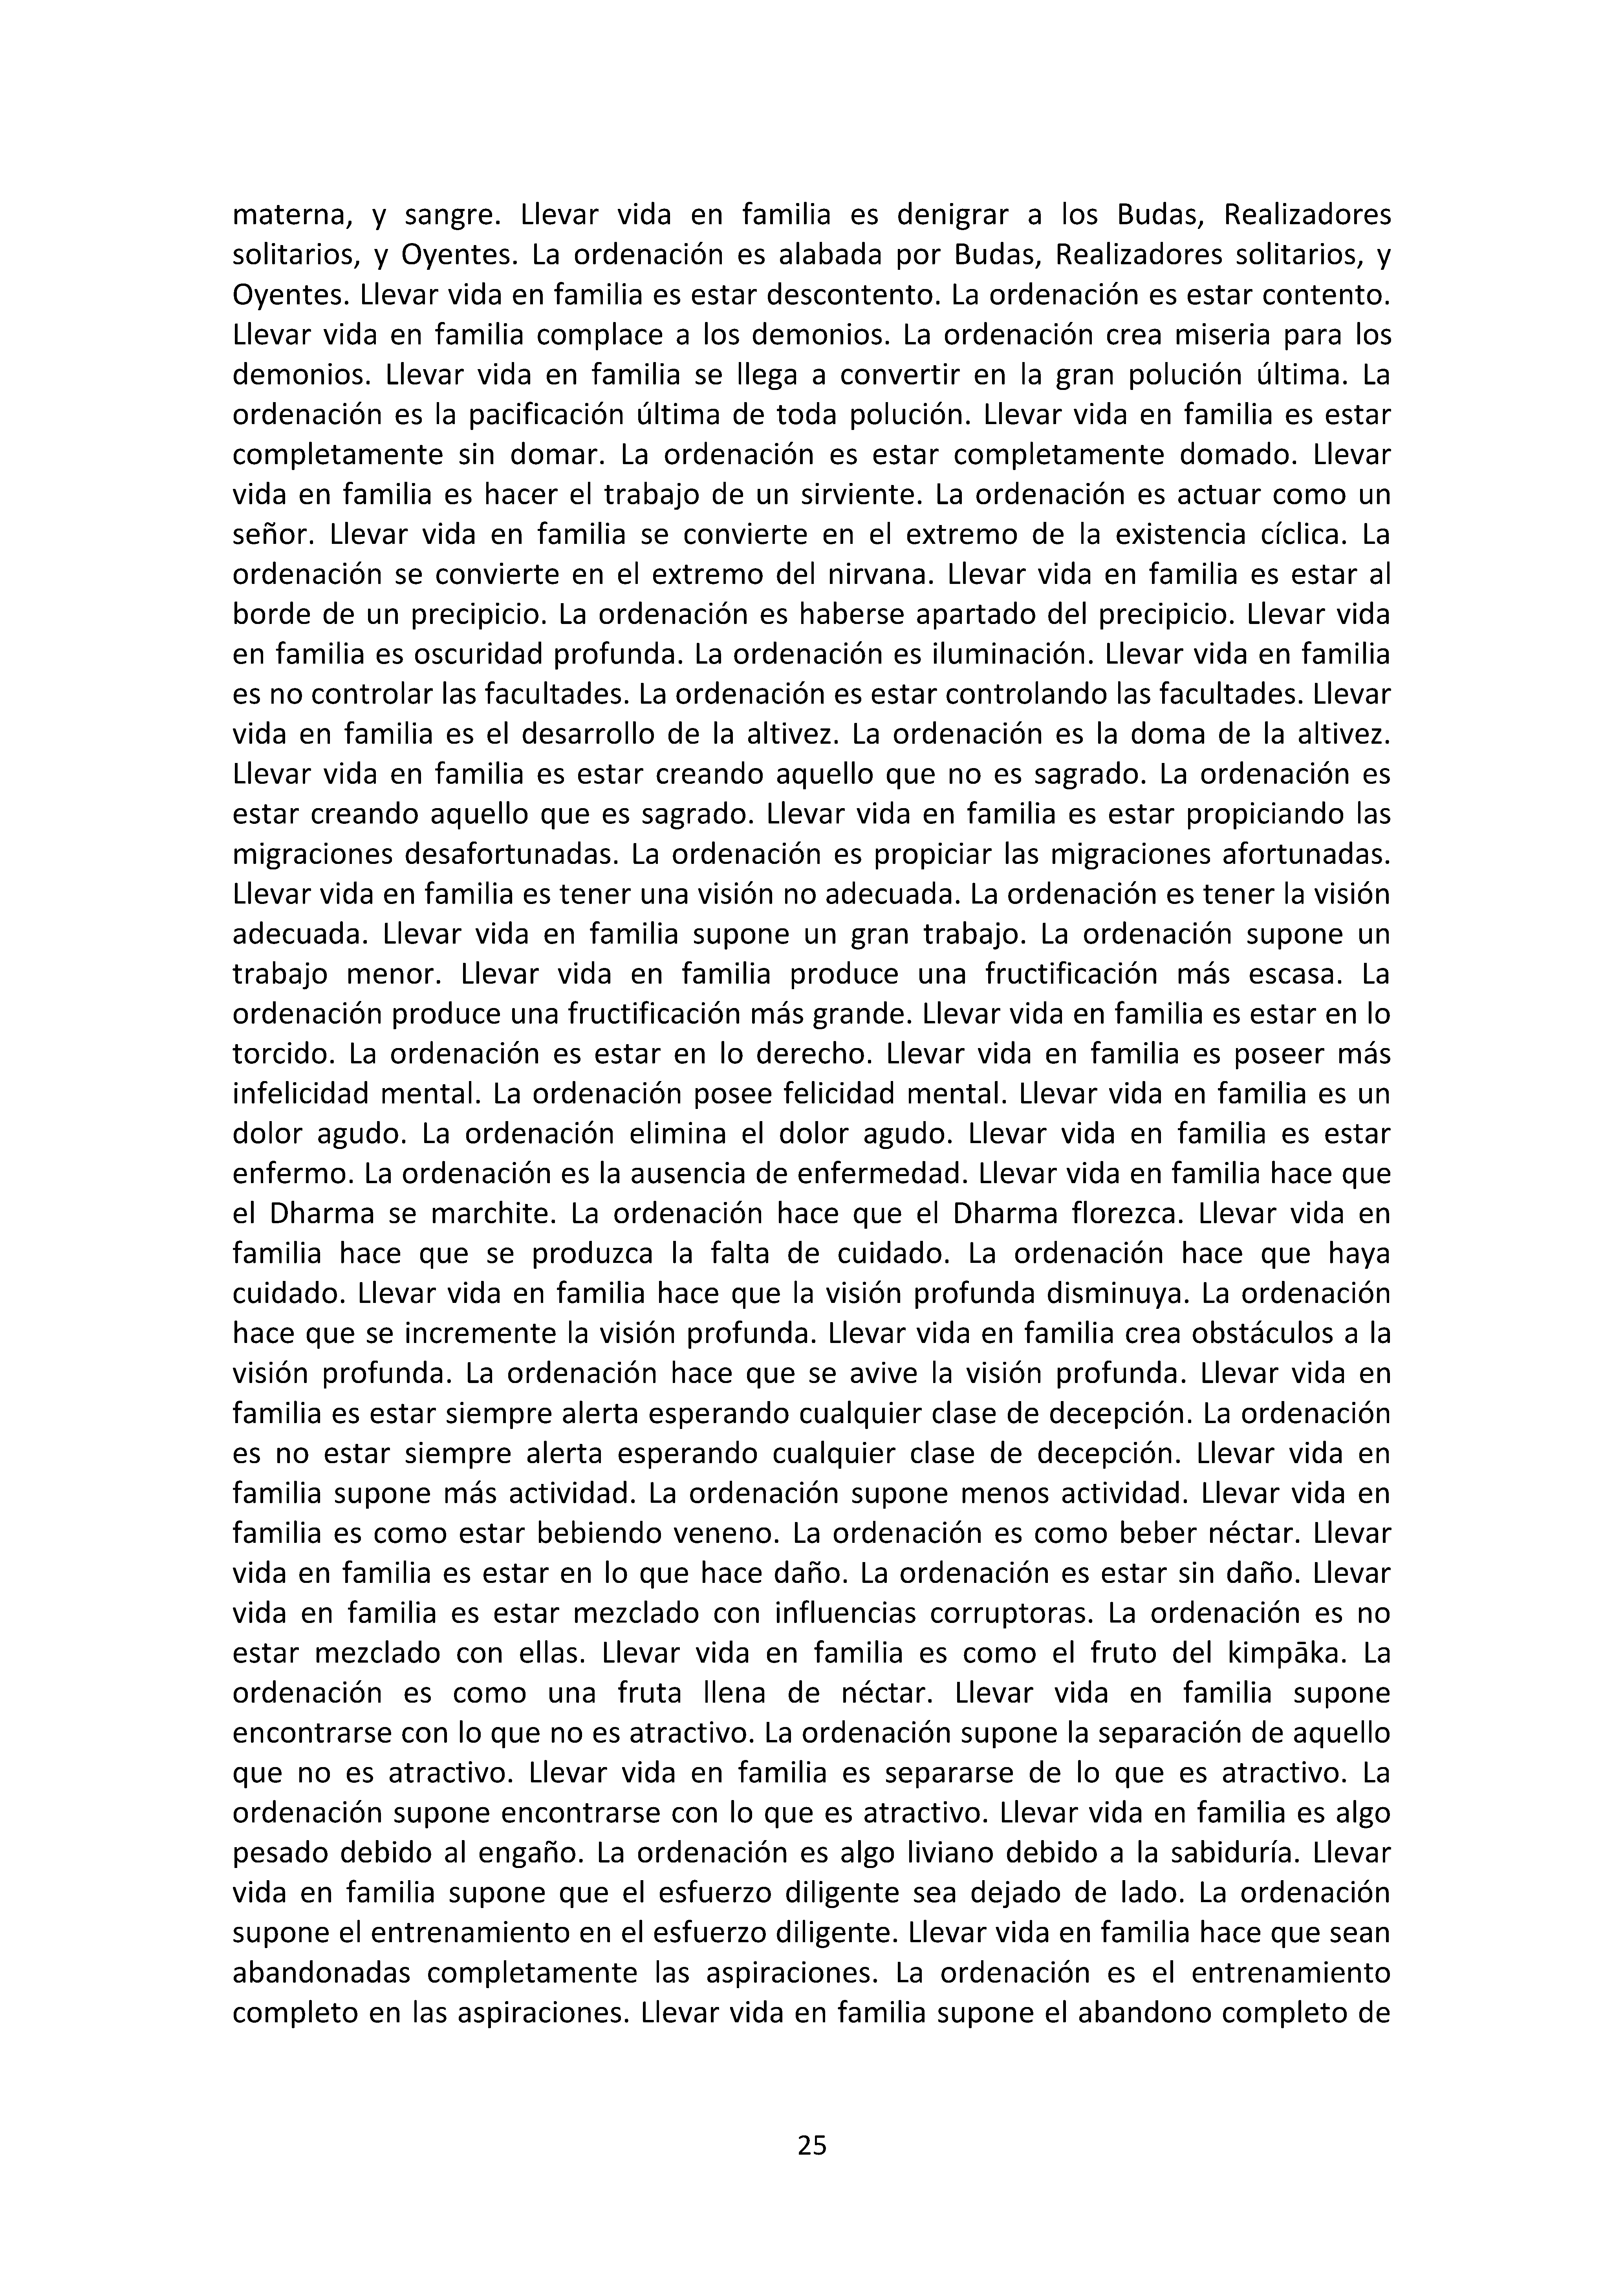 materna, y sangre. Llevar vida en familia es denigrar a los Budas, Realizadores
solitarios, y Oyentes. La ordenación es alabada por Budas, Realizadores solitarios, y
Oyentes. Llevar vida en familia es estar descontento. La ordenación es estar contento.
Llevar vida en familia complace a los demonios. La ordenación crea miseria para los
demonios. Llevar vida en familia se llega a convertir en la gran polución última. La
ordenación es la pacificación última de toda polución. Llevar vida en familia es estar
completamente sin domar. La ordenación es estar completamente domado. Llevar
vida en familia es hacer el trabajo de un sirviente. La ordenación es actuar como un
señor. Llevar vida en familia se convierte en el extremo de la existencia cíclica. La
ordenación se convierte en el extremo del nirvana. Llevar vida en familia es estar al
borde de un precipicio. La ordenación es haberse apartado del precipicio. Llevar vida
en familia es oscuridad profunda. La ordenación es iluminación. Llevar vida en familia
es no controlar las facultades. La ordenación es estar controlando las facultades. Llevar
vida en familia es el desarrollo de la altivez. La ordenación es la doma de la altivez.
Llevar vida en familia es estar creando aquello que no es sagrado. La ordenación es
estar creando aquello que es sagrado. Llevar vida en familia es estar propiciando las
migraciones desafortunadas. La ordenación es propiciar las migraciones afortunadas.
Llevar vida en familia es tener una visión no adecuada. La ordenación es tener la visión
adecuada. Llevar vida en familia supone un gran trabajo. La ordenación supone un
trabajo menor. Llevar vida en familia produce una fructificación más escasa. La
ordenación produce una fructificación más grande. Llevar vida en familia es estar en lo
torcido. La ordenación es estar en lo derecho. Llevar vida en familia es poseer más
infelicidad mental. La ordenación posee felicidad mental. Llevar vida en familia es un
dolor agudo. La ordenación elimina el dolor agudo. Llevar vida en familia es estar
enfermo. La ordenación es la ausencia de enfermedad. Llevar vida en familia hace que
el Dharma se marchite. La ordenación hace que el Dharma florezca. Llevar vida en
familia hace que se produzca la falta de cuidado. La ordenación hace que haya
cuidado. Llevar vida en familia hace que la visión profunda disminuya. La ordenación
hace que se incremente la visión profunda. Llevar vida en familia crea obstáculos a la
visión profunda. La ordenación hace que se avive la visión profunda. Llevar vida en
familia es estar siempre alerta esperando cualquier clase de decepción. La ordenación
es no estar siempre alerta esperando cualquier clase de decepción. Llevar vida en
familia supone más actividad. La ordenación supone menos actividad. Llevar vida en
familia es como estar bebiendo veneno. La ordenación es como beber néctar. Llevar
vida en familia es estar en lo que hace daño. La ordenación es estar sin daño. Llevar
vida en familia es estar mezclado con influencias corruptoras. La ordenación es no
estar mezclado con ellas. Llevar vida en familia es como el fruto del kimpāka. La
ordenación es como una fruta llena de néctar. Llevar vida en familia supone
encontrarse con lo que no es atractivo. La ordenación supone la separación de aquello
que no es atractivo. Llevar vida en familia es separarse de lo que es atractivo. La
ordenación supone encontrarse con lo que es atractivo. Llevar vida en familia es algo
pesado debido al engaño. La ordenación es algo liviano debido a la sabiduría. Llevar
vida en familia supone que el esfuerzo diligente sea dejado de lado. La ordenación
supone el entrenamiento en el esfuerzo diligente. Llevar vida en familia hace que sean
abandonadas completamente las aspiraciones. La ordenación es el entrenamiento
completo en las aspiraciones. Llevar vida en familia supone el abandono completo de
25